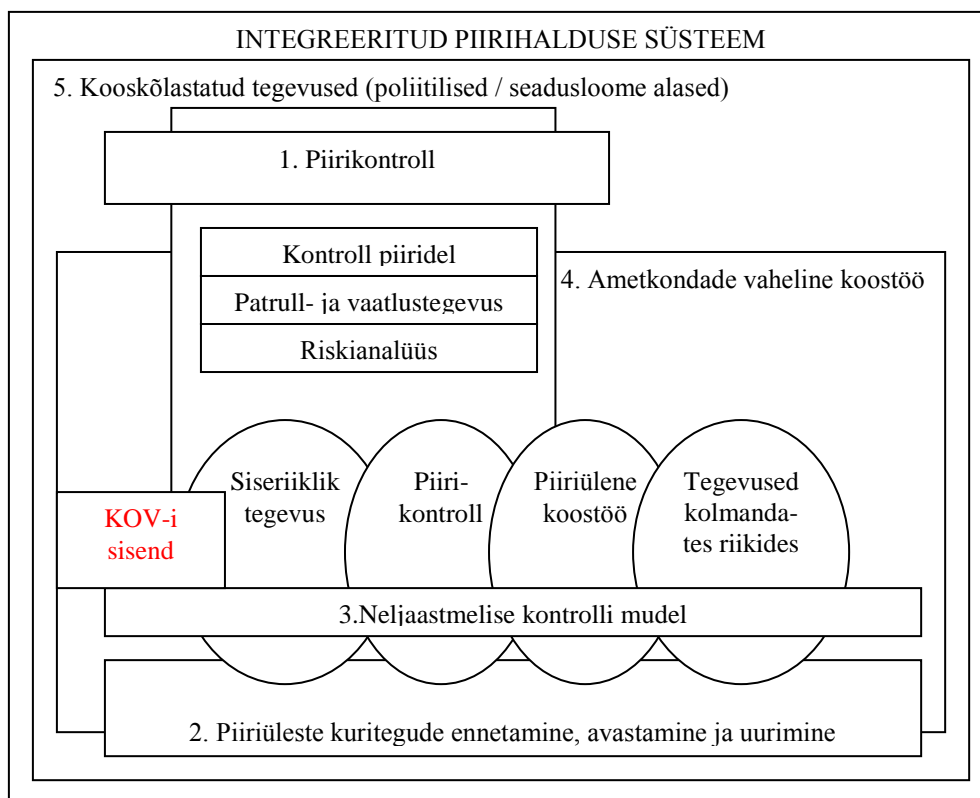 INTEGREERITUD PIIRIHALDUSE SÜSTEEM
5. Kooskõlastatud tegevused (poliitilised / seadusloome alased)
1. Piirikontroll
Kontroll piiridel
4. Ametkondade vaheline koostöö
Patrull- ja vaatlustegevus
Riskianalüüs
Siseriiklik
tegevus
Piiri-
kontroll
Piiriülene
koostöö
Tegevused
kolmanda-
tes riikides
KOV-i
sisend
3.Neljaastmelise kontrolli mudel
2. Piiriüleste kuritegude ennetamine, avastamine ja uurimine